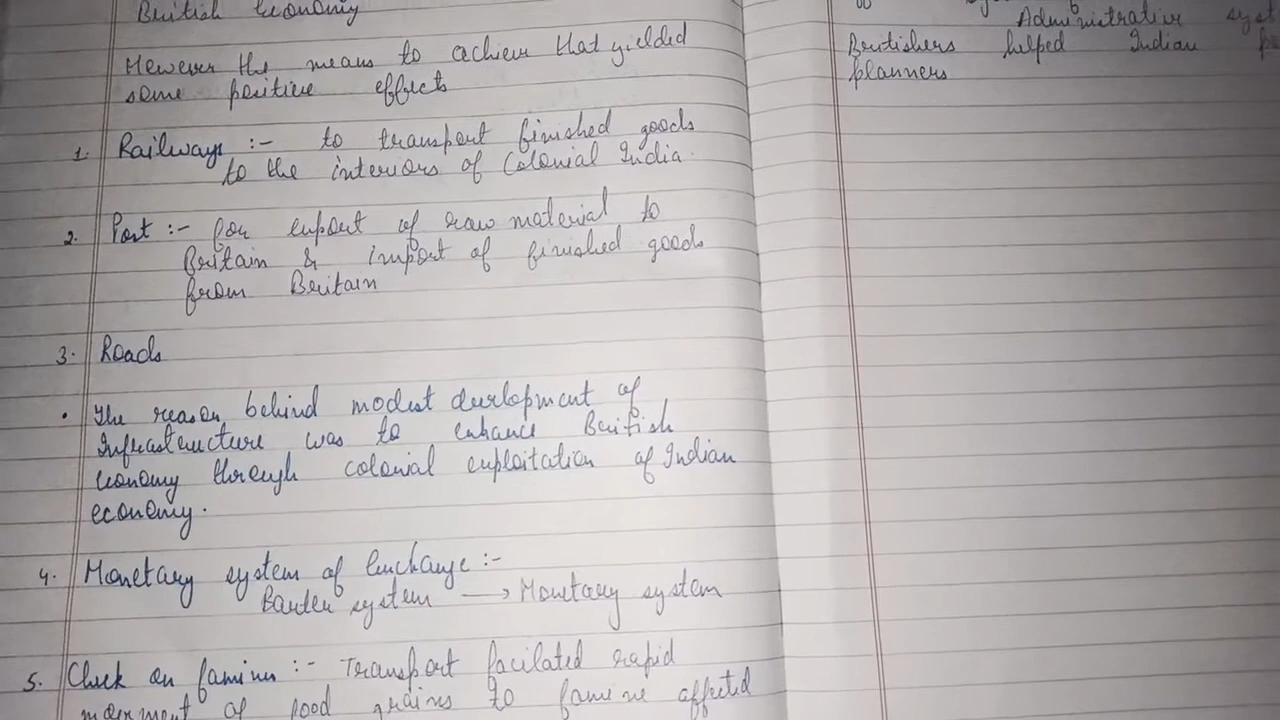 British Economy
However the means to achieve that yielded
some positive effects
1. Railways :- to transport finished goods
to the interiors of Colonial India.
2. Port :- for export of raw material to
Britain & import of finished goods
from Britain
3. Roads
• The reason behind modest development of
Infrastructure was to enhance British
economy through colonial exploitation of Indian
economy.
4. Monetary system of Exchange :-
Barter system → Monetary system
5. Check on famines :- Transport facilated rapid
movement of food grains to famine affected
Administrative syst
Britishers helped Indian
planners